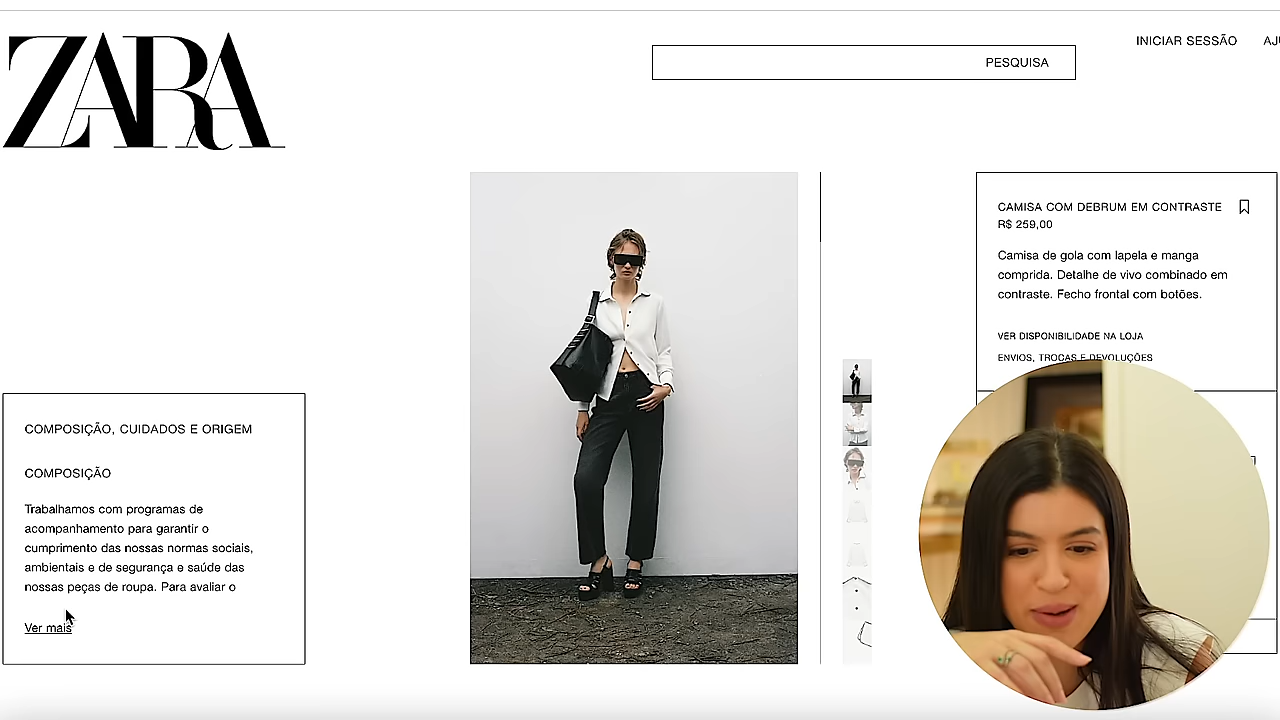 ZARA
PESQUISA
INICIAR SESSÃO
CAMISA COM DEBRUM EM CONTRASTE
R$ 259,00
Camisa de gola com lapela e manga
comprida. Detalhe de vivo combinado em
contraste. Fecho frontal com botões.
VER DISPONIBILIDADE NA LOJA
ENVIOS, TROCAS E DEVOLUÇÕES
COMPOSIÇÃO, CUIDADOS E ORIGEM
COMPOSIÇÃO
Trabalhamos com programas de
acompanhamento para garantir o
cumprimento das nossas normas sociais,
ambientais e de segurança e saúde das
nossas peças de roupa. Para avaliar o
Ver mais